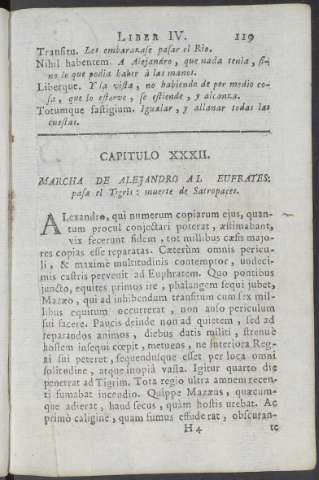 LIBER IV. 119
Transitu. Les embarazase pasar el Rio.
Nihil habentem. A Alejandro, que nada tenia, si-
no lo que podia haber á las manos.
Liberque. Y la vista, no habiendo de por medio co-
sa, que lo estorve, se estiende, y alcanza.
Totumque fastigium. Igualar, y allanar todas las
cuestas.
CAPITULO XXXII.
MARCHA DE ALEJANDRO AL EUFRATES:
pasa el Tigris: muerte de Satropates.
ALexandro, qui numerum copiarum ejus, quan-
tum procul conjectari poterat, æstimabant,
vix fecerunt fidem, tot millibus cæsis majo-
res copias esse reparatas. Cæterùm omnis pericu-
li, & maxime multitudinis contemptor, undeci-
mis castris pervenit ad Euphratem. Quo pontibus
juncto, equites primos ire, phalangem sequi jubet,
Mazæo, qui ad inhibendum transitum cum sex mil-
libus equitum occurrerat, non auso periculum
sui facere. Paucis deinde non ad quietem, sed ad
reparandos animos, diebus datis militi, strenuè
hostem insequi cœpit, metuens, ne interiora Reg-
ni sui peteret, sequendusque esset per loca omni
solitudine, atque inopiâ vasta. Igitur quarto die
penetrat ad Tigrim. Tota regio ultra amnem recen-
ti fumabat incendio. Quippe Mazæus, quæcum-
que adierat, haud secus, quàm hostis urebat. Ac
primò caligine, quam fumus effuderat, obscuran-
H 4 te